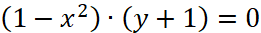 (1 − x²) · (y + 1) = 0